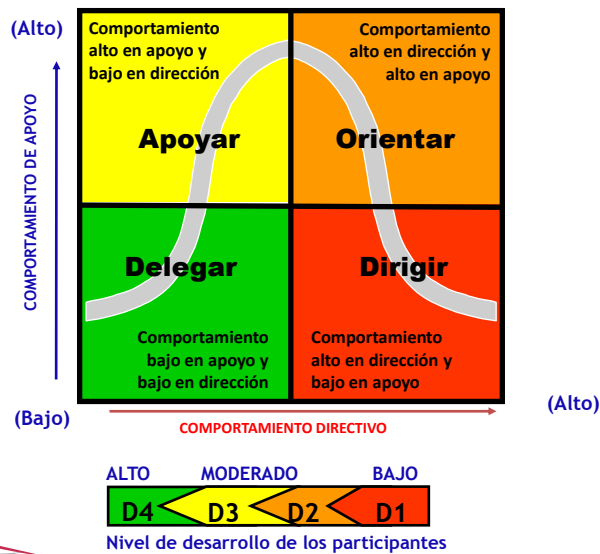 (Alto)
Comportamiento
alto en apoyo y
bajo en dirección
Comportamiento
alto en dirección y
alto en apoyo
COMPORTAMIENTO DE APOYO
Apoyar
Orientar
Delegar
Dirigir
Comportamiento
bajo en apoyo y
bajo en dirección
Comportamiento
alto en dirección y
bajo en apoyo
(Bajo)
COMPORTAMIENTO DIRECTIVO
(Alto)
ALTO MODERADO BAJO
D4 D3 D2 D1
Nivel de desarrollo de los participantes